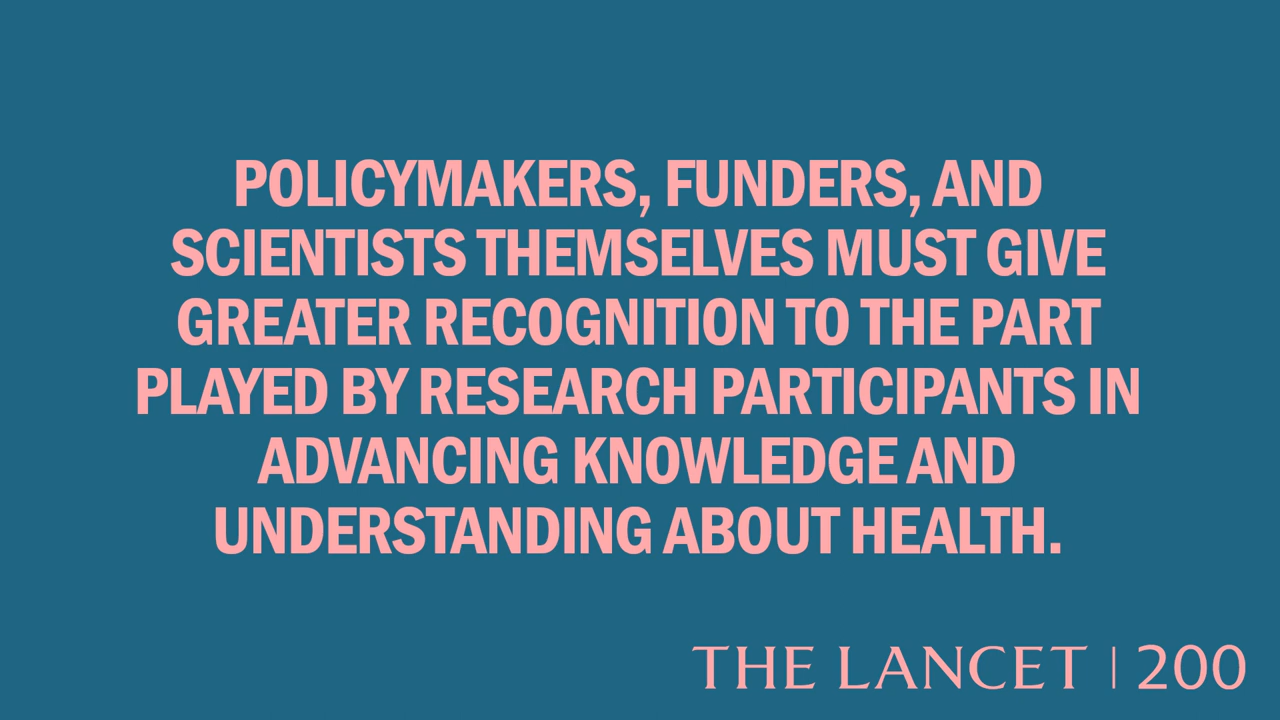 POLICYMAKERS, FUNDERS, AND
SCIENTISTS THEMSELVES MUST GIVE
GREATER RECOGNITION TO THE PART
PLAYED BY RESEARCH PARTICIPANTS IN
ADVANCING KNOWLEDGE AND
UNDERSTANDING ABOUT HEALTH.
THE LANCET | 200